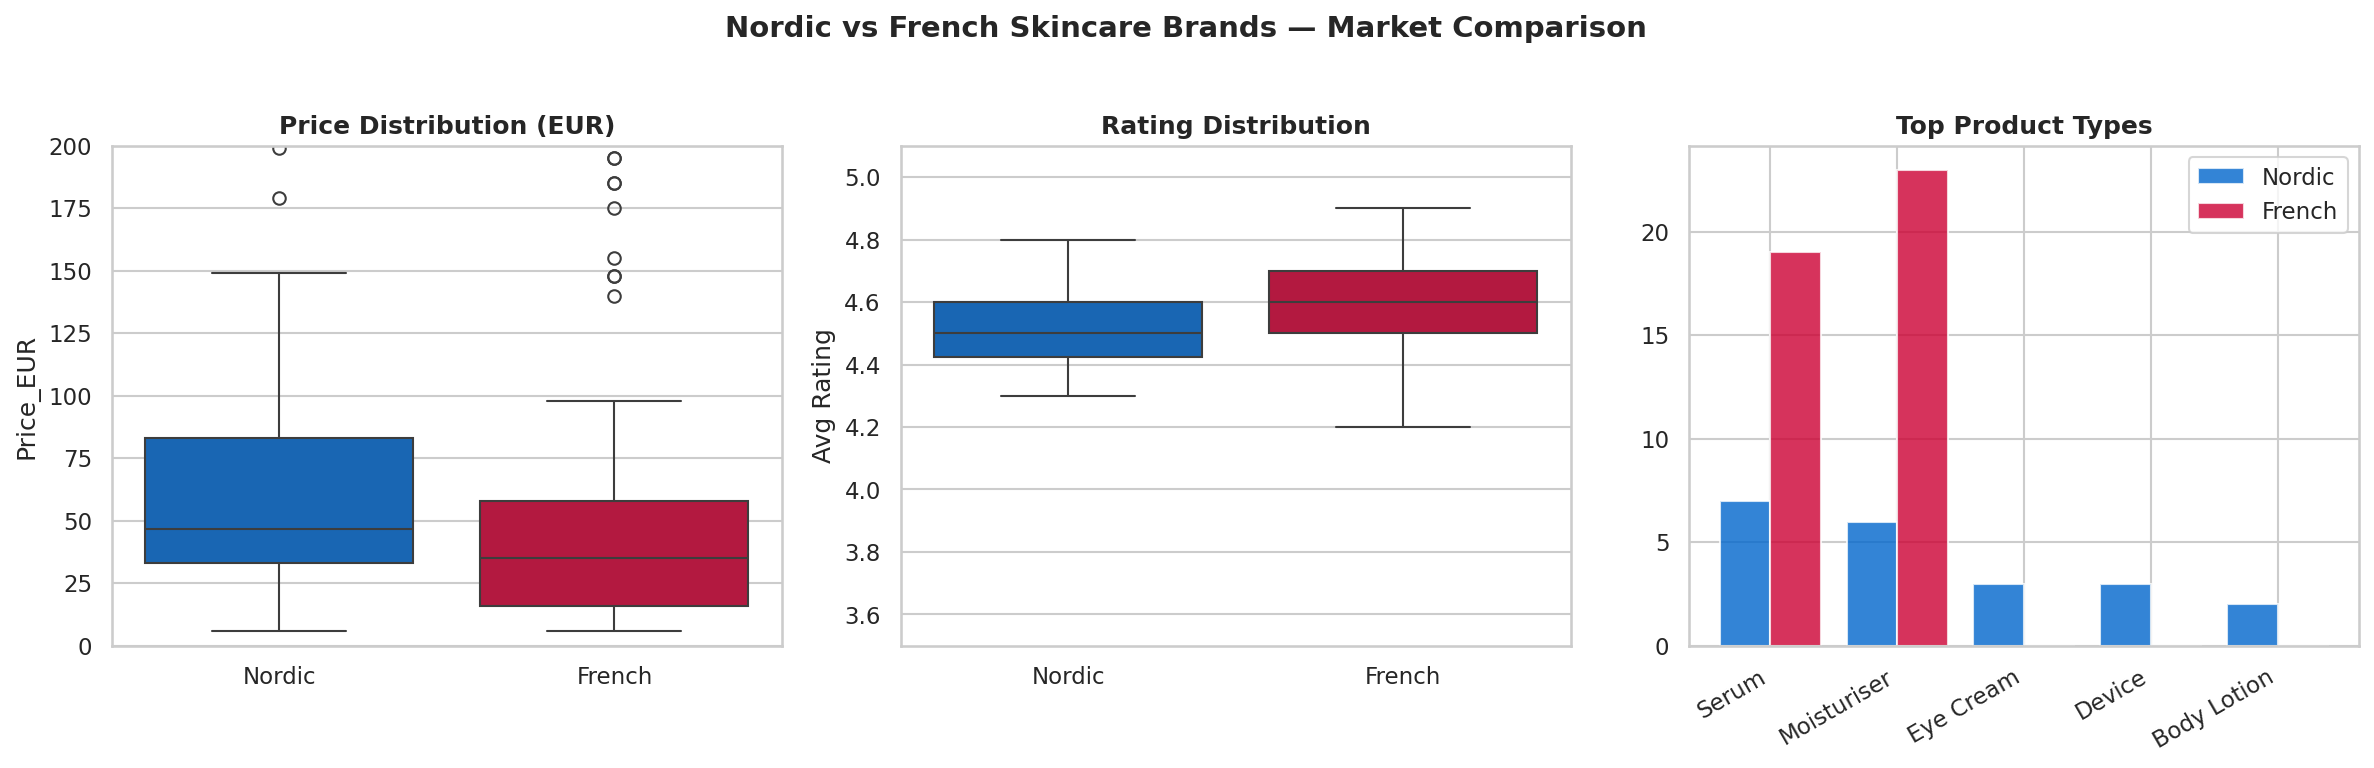 Nordic vs French Skincare Brands — Market Comparison
Price Distribution (EUR)
Price_EUR
200
175
150
125
100
75
50
25
0
Nordic
French
Rating Distribution
Avg Rating
5.0
4.8
4.6
4.4
4.2
4.0
3.8
3.6
Nordic
French
Top Product Types
Nordic
French
20
15
10
5
0
Serum
Moisturiser
Eye Cream
Device
Body Lotion